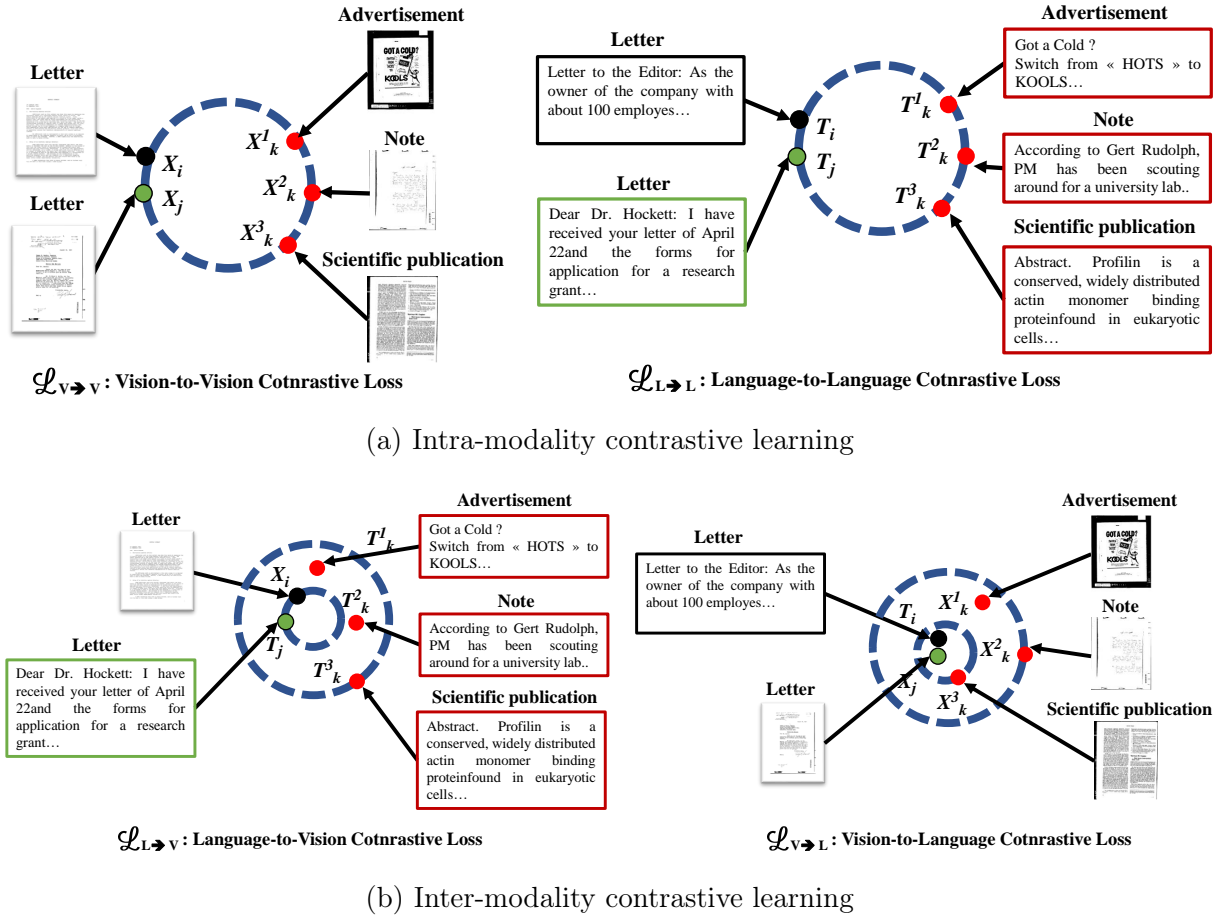 Advertisement
GOT A COLD?
KOOLS
Letter
X_i
X_j
X^1_k
Note
X^2_k
Letter
X^3_k
Scientific publication
ℒ V➔V : Vision-to-Vision Cotnrastive Loss
Advertisement
Letter
Got a Cold ?
Switch from « HOTS » to
KOOLS…
Letter to the Editor: As the
owner of the company with
about 100 employes…
T_i
T_j
T^1_k
Note
T^2_k
According to Gert Rudolph,
PM has been scouting
around for a university lab..
Letter
T^3_k
Dear Dr. Hockett: I have
received your letter of April
22and the forms for
application for a research
grant…
Scientific publication
Abstract. Profilin is a
conserved, widely distributed
actin monomer binding
proteinfound in eukaryotic
cells…
ℒ L➔L : Language-to-Language Cotnrastive Loss
(a) Intra-modality contrastive learning
Advertisement
Letter
T^1_k
Got a Cold ?
Switch from « HOTS » to
KOOLS…
X_i
T^2_k
Note
T_j
According to Gert Rudolph,
PM has been scouting
around for a university lab..
Letter
T^3_k
Dear Dr. Hockett: I have
received your letter of April
22and the forms for
application for a research
grant…
Scientific publication
Abstract. Profilin is a
conserved, widely distributed
actin monomer binding
proteinfound in eukaryotic
cells…
ℒ L➔V : Language-to-Vision Cotnrastive Loss
Advertisement
GOT A COLD?
KOOLS
Letter
Letter to the Editor: As the
owner of the company with
about 100 employes…
T_i
X^1_k
Note
X^2_k
Letter
X_j
X^3_k
Scientific publication
ℒ V➔L : Vision-to-Language Cotnrastive Loss
(b) Inter-modality contrastive learning